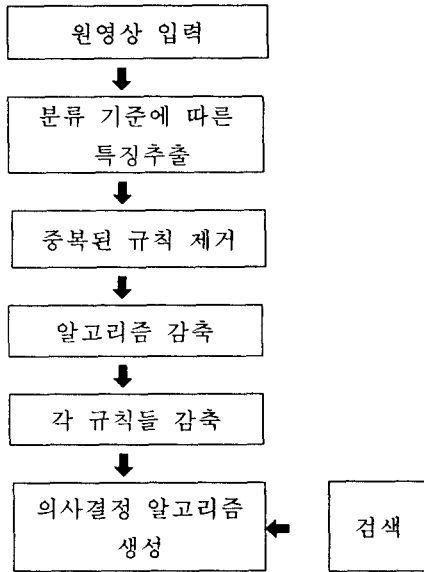 원영상 입력
분류 기준에 따른
특징추출
중복된 규칙 제거
알고리즘 감축
각 규칙들 감축
의사결정 알고리즘
생성
검색